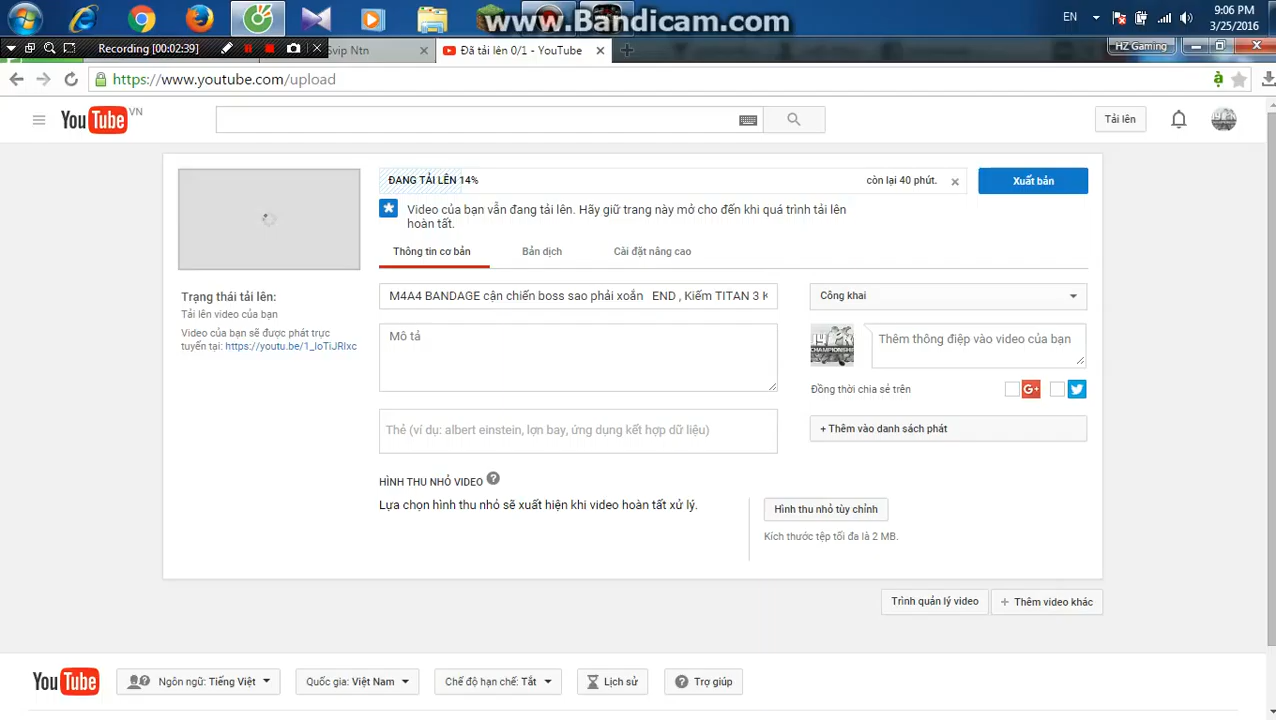 www.Bandicam.com
EN
9:06 PM
3/25/2016
Recording [00:02:39]
Svip Ntn
Đã tải lên 0/1 - YouTube
HZ Gaming
https://www.youtube.com/upload
YouTube VN
Tải lên
ĐANG TẢI LÊN 14%
còn lại 40 phút.
Xuất bản
Video của bạn vẫn đang tải lên. Hãy giữ trang này mở cho đến khi quá trình tải lên
hoàn tất.
Thông tin cơ bản
Bản dịch
Cài đặt nâng cao
Trạng thái tải lên:
Tải lên video của bạn
Video của bạn sẽ được phát trực
tuyến tại: https://youtu.be/1_IoTiJRIxc
M4A4 BANDAGE cận chiến boss sao phải xoắn END , Kiếm TITAN 3 K
Công khai
Mô tả
CHAMPIONSHIP
Thêm thông điệp vào video của bạn
Đồng thời chia sẻ trên
G+
Thẻ (ví dụ: albert einstein, lợn bay, ứng dụng kết hợp dữ liệu)
+ Thêm vào danh sách phát
HÌNH THU NHỎ VIDEO ?
Lựa chọn hình thu nhỏ sẽ xuất hiện khi video hoàn tất xử lý.
Hình thu nhỏ tùy chỉnh
Kích thước tệp tối đa là 2 MB.
Trình quản lý video
+ Thêm video khác
YouTube
Ngôn ngữ: Tiếng Việt
Quốc gia: Việt Nam
Chế độ hạn chế: Tắt
Lịch sử
? Trợ giúp